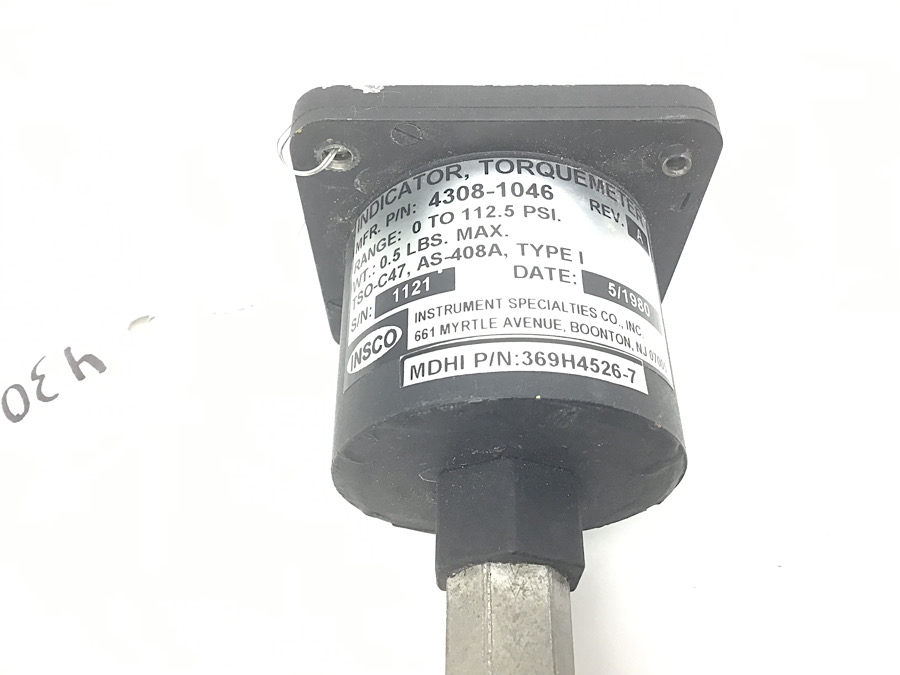 INDICATOR, TORQUEMETER
MFR. P/N: 4308-1046 REV. A
RANGE: 0 TO 112.5 PSI.
WT.: 0.5 LBS. MAX.
TSO-C47, AS-408A, TYPE I
S/N: 1121 DATE: 5/1980
INSCO
INSTRUMENT SPECIALTIES CO., INC
661 MYRTLE AVENUE, BOONTON, NJ
MDHI P/N:369H4526-7
430